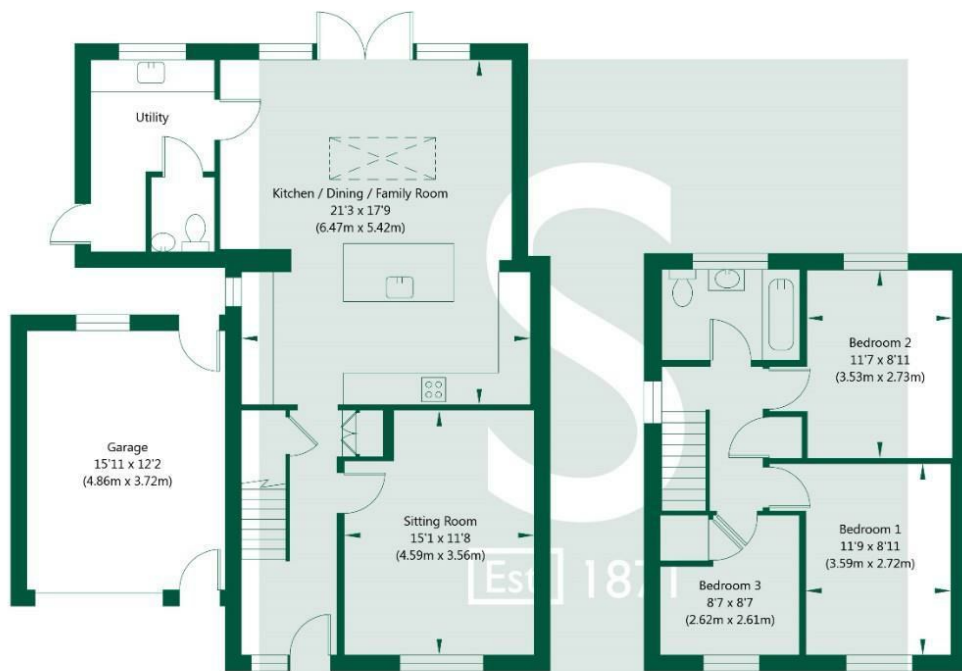 Utility
Kitchen / Dining / Family Room
21'3 x 17'9
(6.47m x 5.42m)
Garage
15'11 x 12'2
(4.86m x 3.72m)
Sitting Room
15'1 x 11'8
(4.59m x 3.56m)
Bedroom 2
11'7 x 8'11
(3.53m x 2.73m)
Bedroom 1
11'9 x 8'11
(3.59m x 2.72m)
Bedroom 3
8'7 x 8'7
(2.62m x 2.61m)
S
Est 1871